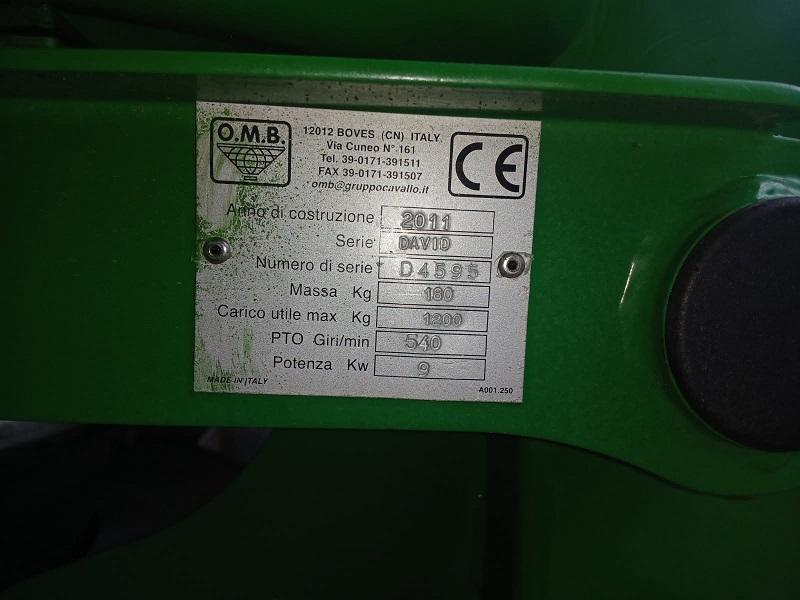 O.M.B.
12012 BOVES (CN) ITALY
Via Cuneo N° 161
Tel. 39-0171-391511
FAX 39-0171-391507
omb@gruppocavallo.it
CE
Anno di costruzione 2011
Serie DAVID
Numero di serie D4595
Massa Kg 180
Carico utile max Kg 1200
PTO Giri/min 540
Potenza Kw 9
MADE IN ITALY
A001.250